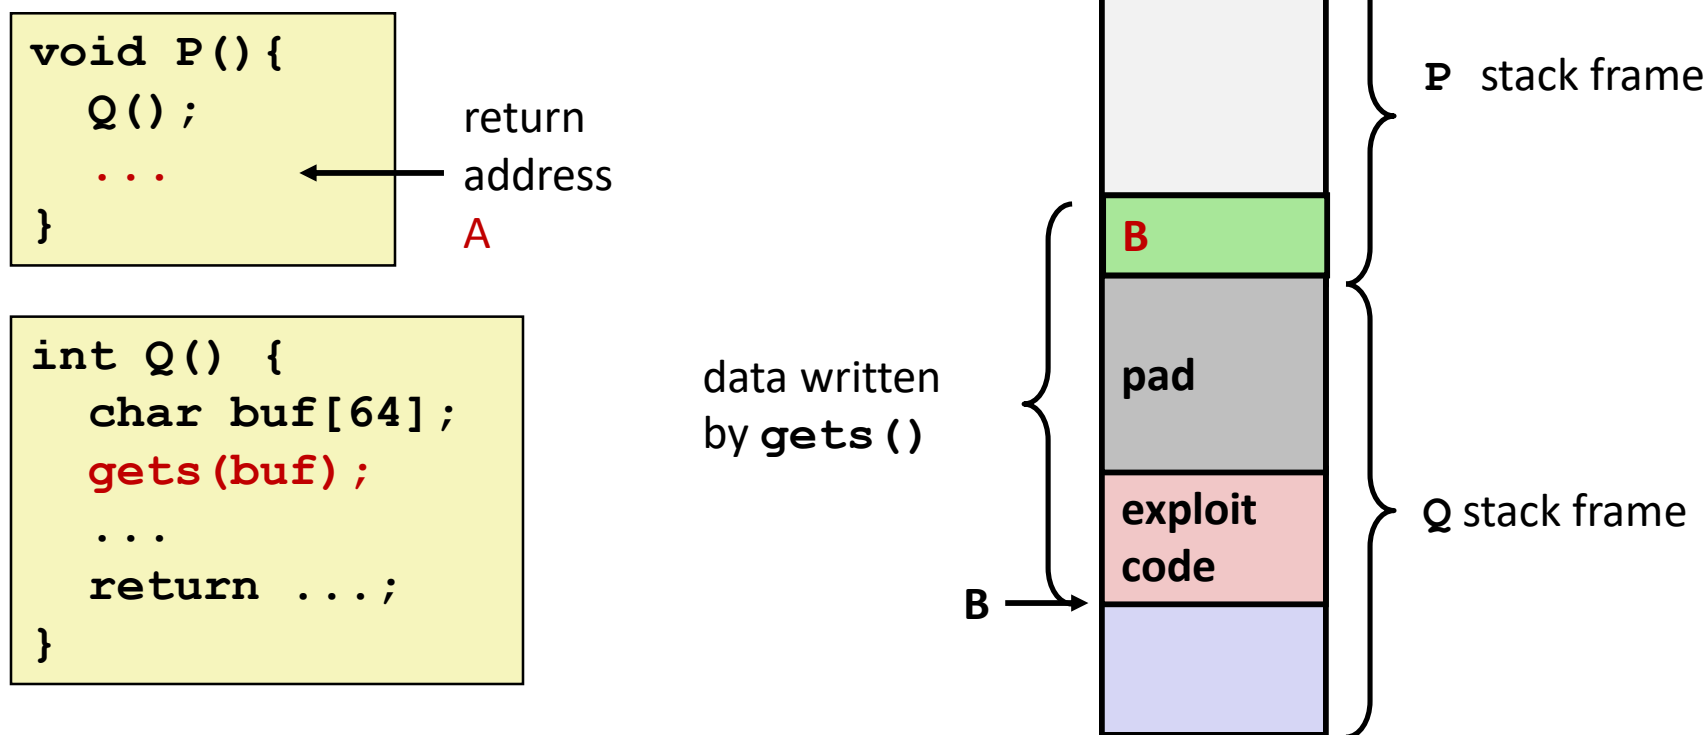 void P(){
  Q();
  ...
}
return
address
A
int Q() {
  char buf[64];
  gets(buf);
  ...
  return ...;
}
data written
by gets()
B
B
pad
exploit
code
P stack frame
Q stack frame